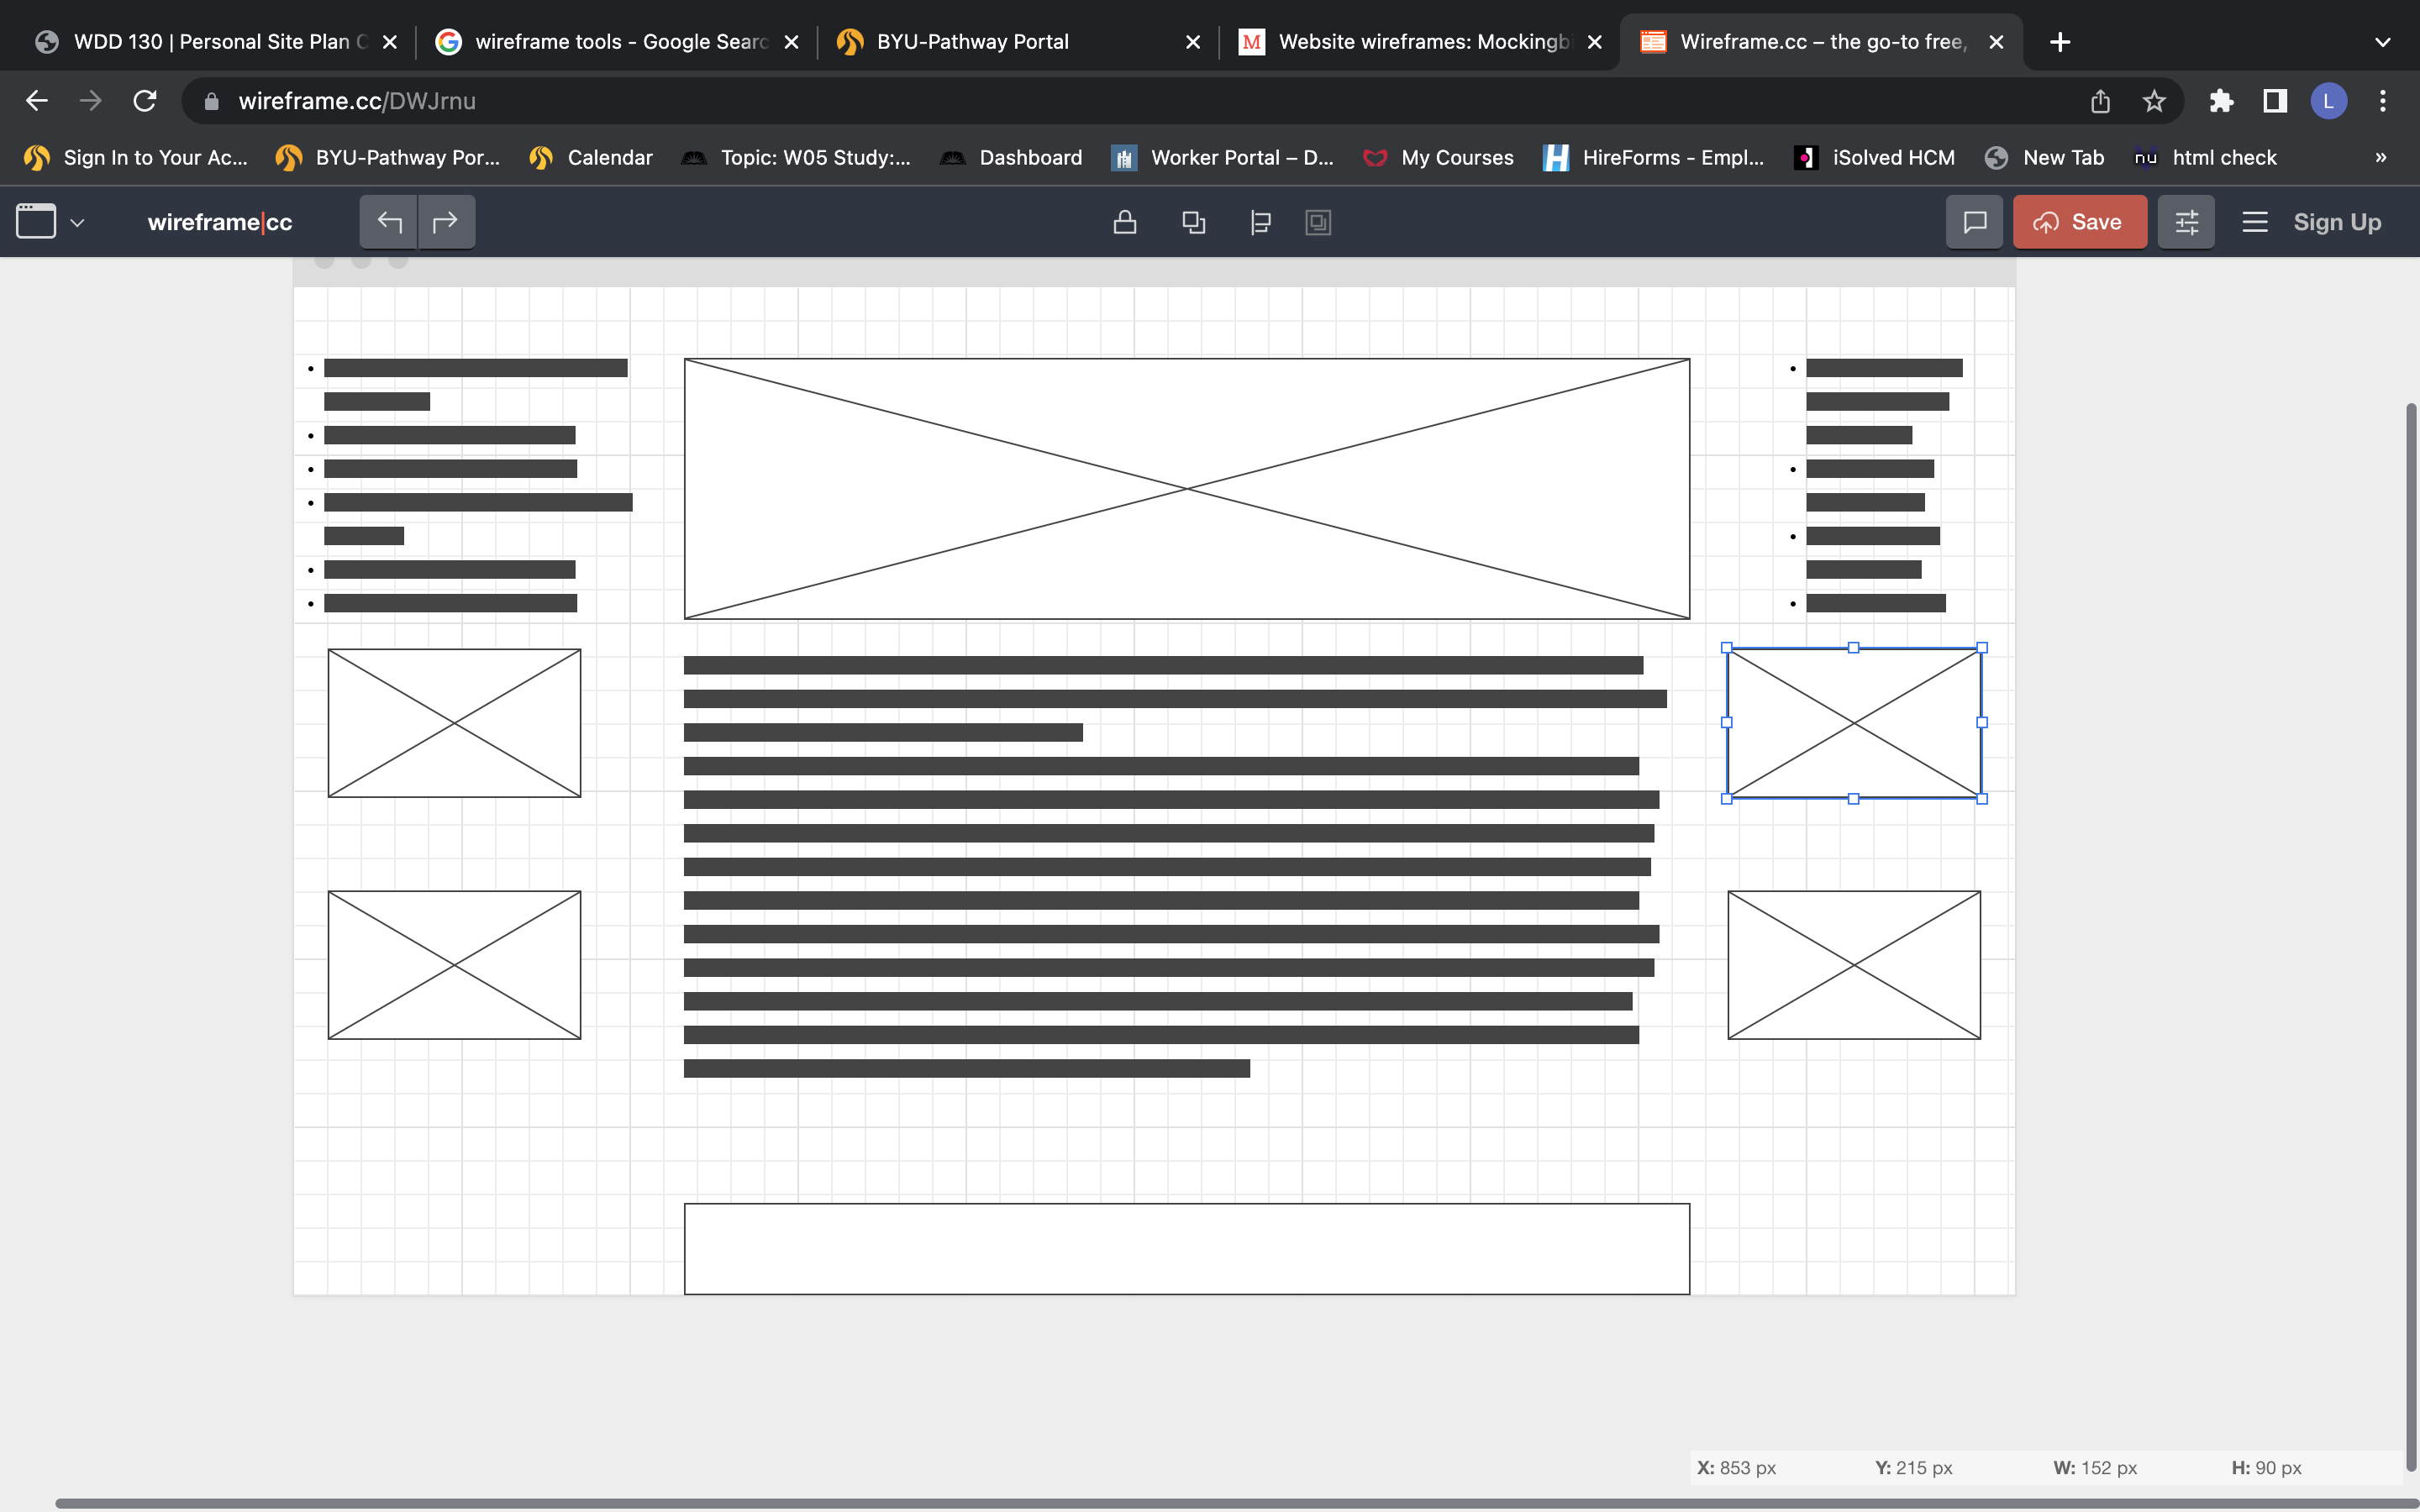 WDD 130 | Personal Site Plan
wireframe tools - Google Searc
BYU-Pathway Portal
M Website wireframes: Mockingb
Wireframe.cc – the go-to free,
wireframe.cc/DWJrnu
L
Sign In to Your Ac...
BYU-Pathway Por...
Calendar
Topic: W05 Study:...
Dashboard
Worker Portal – D...
My Courses
H HireForms - Empl...
iSolved HCM
New Tab
nu html check
»
wireframe|cc
Save
Sign Up
X: 853 px Y: 215 px W: 152 px H: 90 px